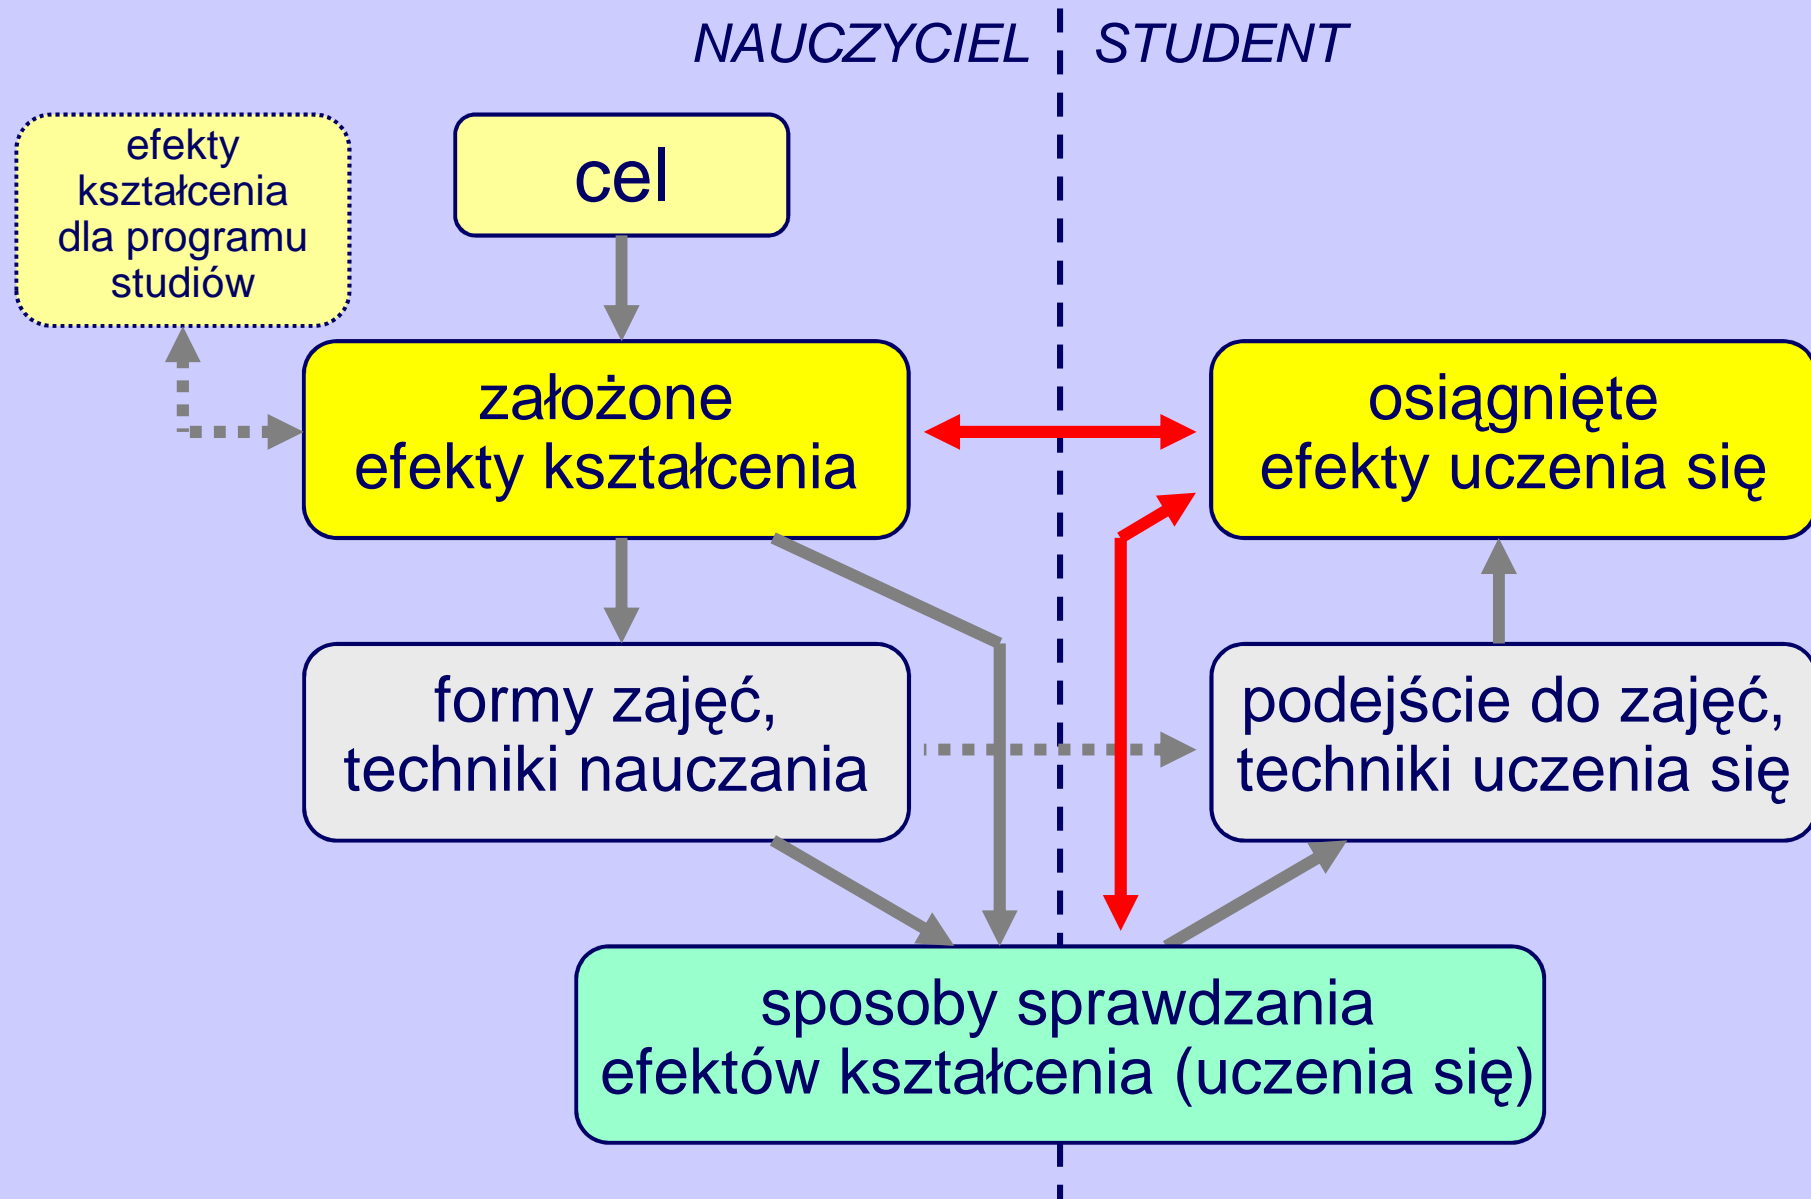 NAUCZYCIEL
STUDENT
efekty
kształcenia
dla programu
studiów
cel
założone
efekty kształcenia
osiągnięte
efekty uczenia się
formy zajęć,
techniki nauczania
podejście do zajęć,
techniki uczenia się
sposoby sprawdzania
efektów kształcenia (uczenia się)